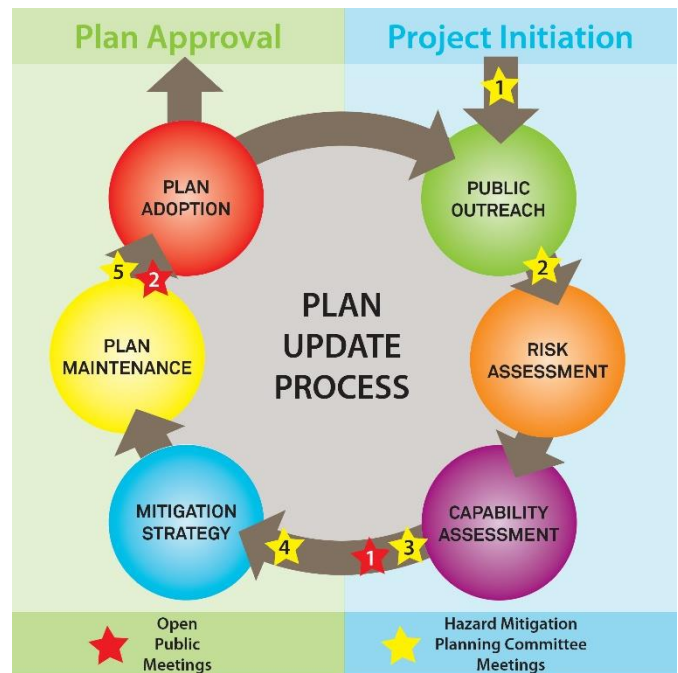 Plan Approval
Project Initiation
1
PLAN
ADOPTION
PUBLIC
OUTREACH
5
2
2
PLAN
UPDATE
PROCESS
PLAN
MAINTENANCE
RISK
ASSESSMENT
MITIGATION
STRATEGY
CAPABILITY
ASSESSMENT
4
1
3
Open
Public
Meetings
Hazard Mitigation
Planning Committee
Meetings